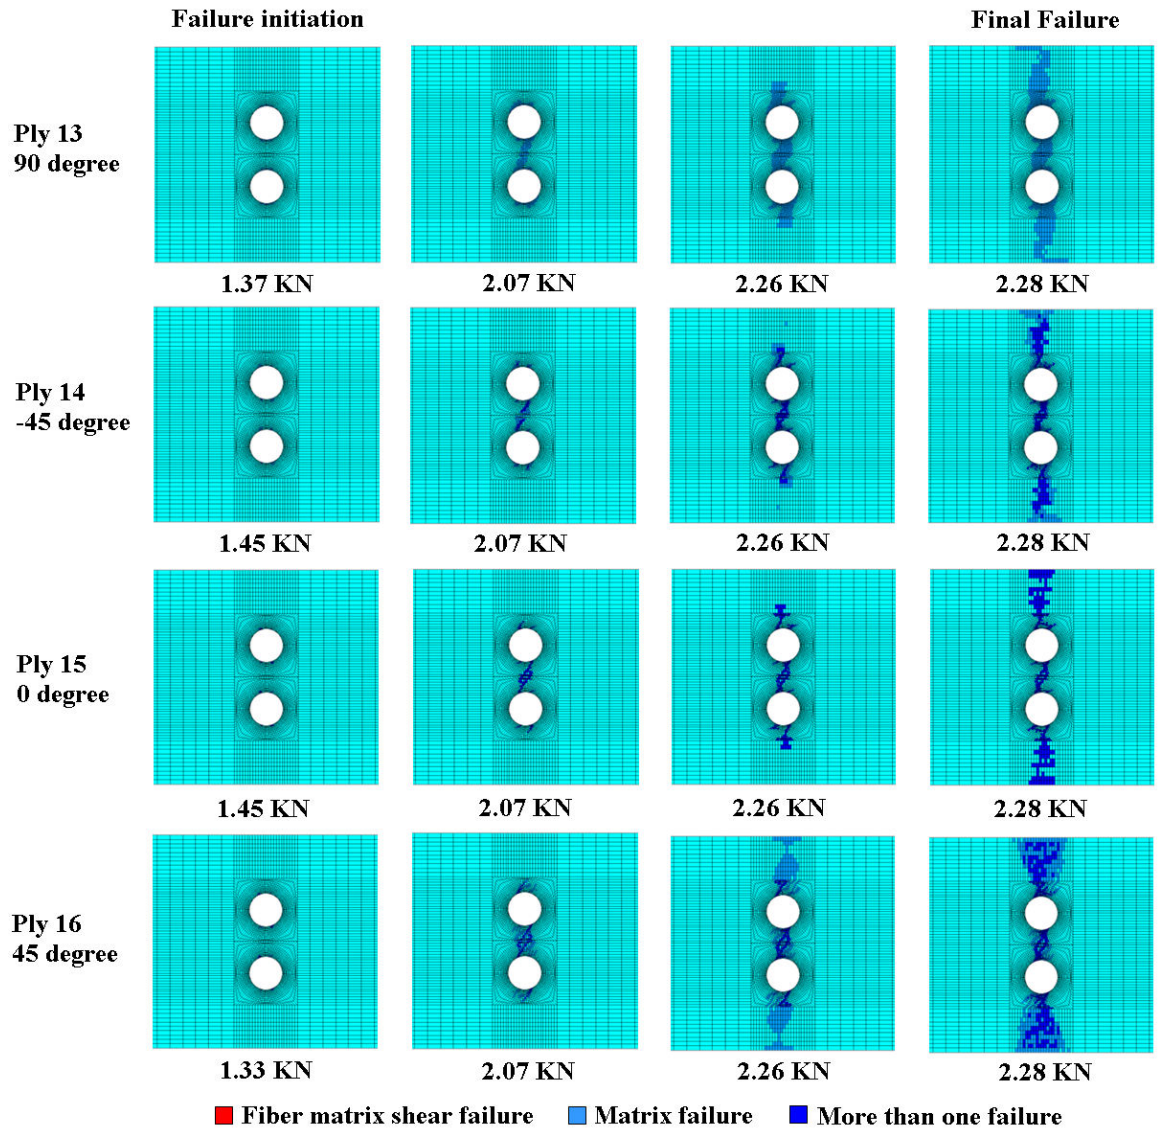 Failure initiation
Final Failure
Ply 13
90 degree
1.37 KN
2.07 KN
2.26 KN
2.28 KN
Ply 14
-45 degree
1.45 KN
2.07 KN
2.26 KN
2.28 KN
Ply 15
0 degree
1.45 KN
2.07 KN
2.26 KN
2.28 KN
Ply 16
45 degree
1.33 KN
2.07 KN
2.26 KN
2.28 KN
Fiber matrix shear failure
Matrix failure
More than one failure